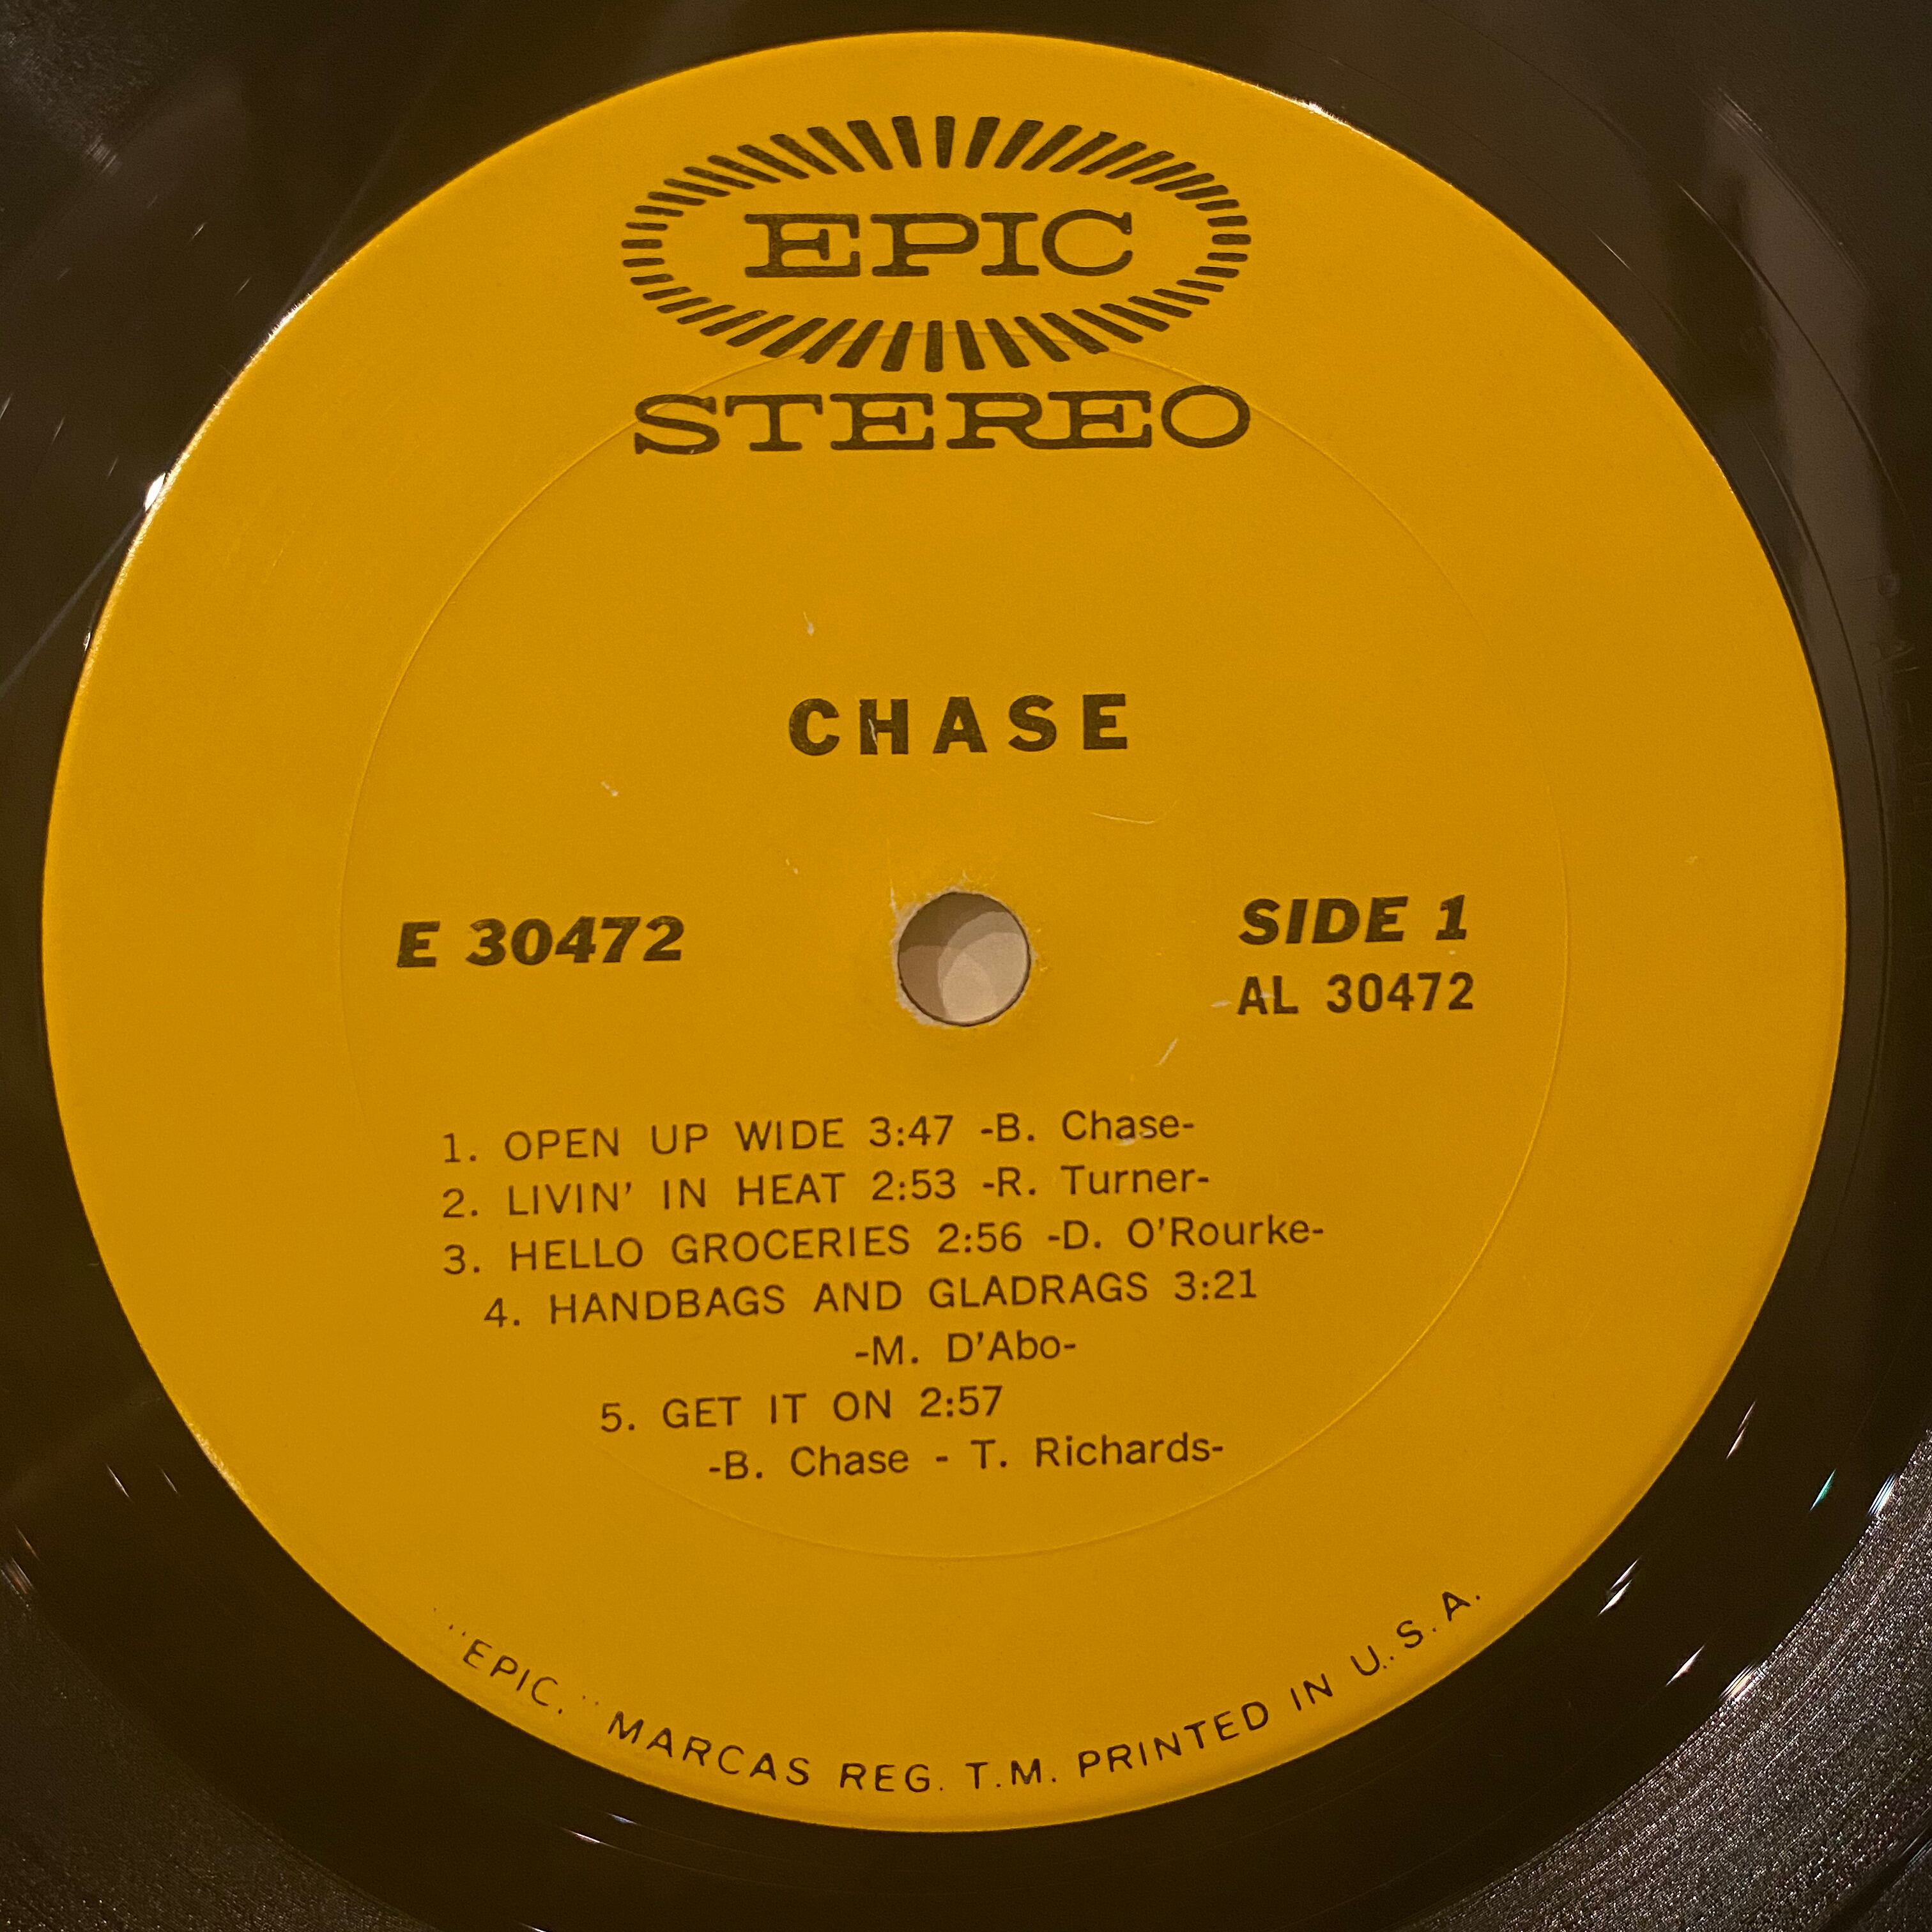 EPIC
STEREO
CHASE
E 30472
SIDE 1
AL 30472
1. OPEN UP WIDE 3:47 -B. Chase-
2. LIVIN' IN HEAT 2:53 -R. Turner-
3. HELLO GROCERIES 2:56 -D. O'Rourke-
4. HANDBAGS AND GLADRAGS 3:21
-M. D'Abo-
5. GET IT ON 2:57
-B. Chase - T. Richards-
"EPIC," MARCAS REG. T.M. PRINTED IN U.S.A.